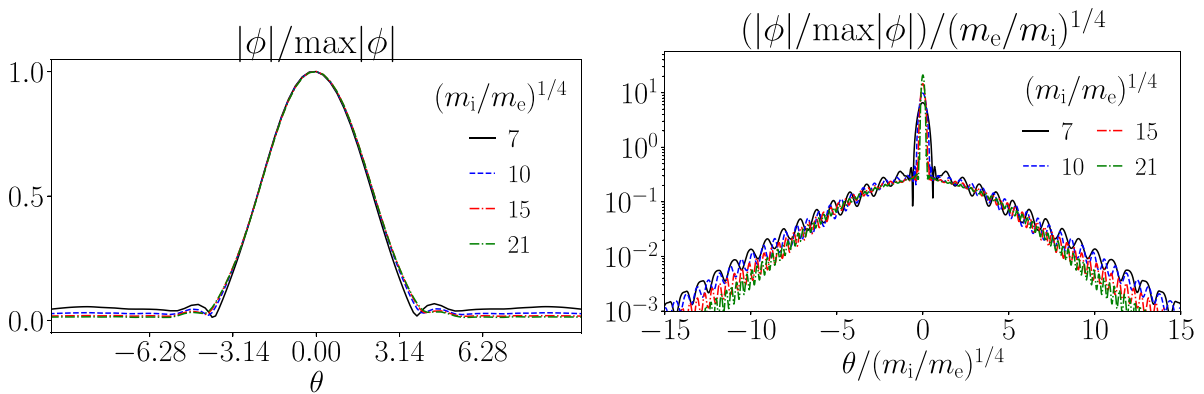 |ϕ|/max|ϕ|
1.0
0.5
0.0
(m_i/m_e)^{1/4}
7
10
15
21
−6.28 −3.14 0.00 3.14 6.28
θ
(|ϕ|/max|ϕ|)/(m_e/m_i)^{1/4}
10^1
10^0
10^{−1}
10^{−2}
10^{−3}
(m_i/m_e)^{1/4}
7 15
10 21
−15 −10 −5 0 5 10 15
θ/(m_i/m_e)^{1/4}